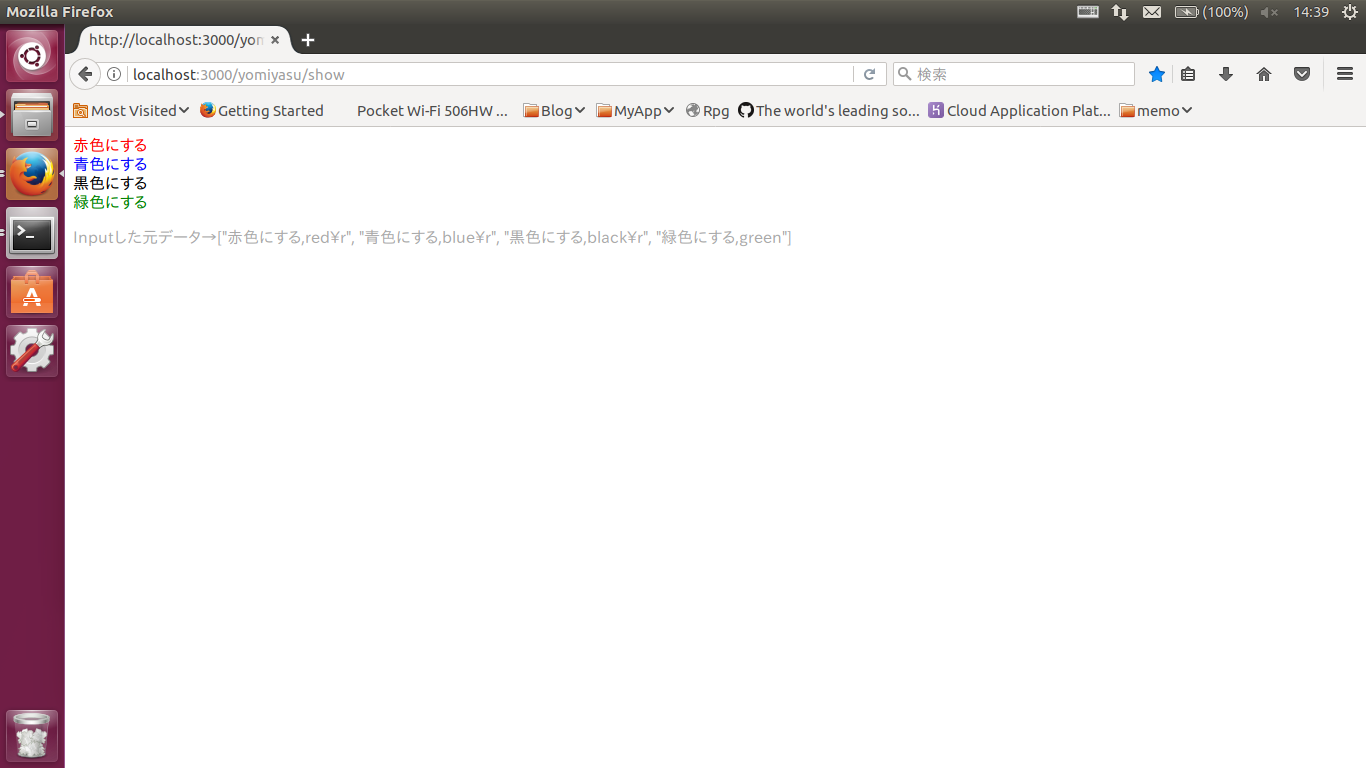 Mozilla Firefox
(100%)
14:39
http://localhost:3000/yom
localhost:3000/yomiyasu/show
検索
Most Visited
Getting Started
Pocket Wi-Fi 506HW ...
Blog
MyApp
Rpg
The world's leading so...
Cloud Application Plat...
memo
赤色にする
青色にする
黒色にする
緑色にする
Inputした元データ→["赤色にする,red¥r", "青色にする,blue¥r", "黒色にする,black¥r", "緑色にする,green"]